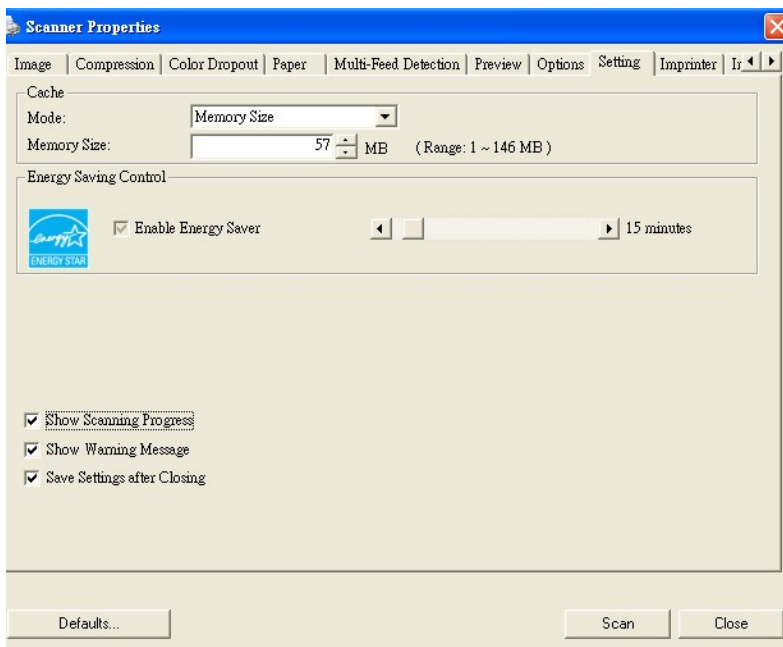 Scanner Properties
Image Compression Color Dropout Paper Multi-Feed Detection Preview Options Setting Imprinter
Cache
Mode: Memory Size
Memory Size: 57 MB ( Range: 1 ~ 146 MB )
Energy Saving Control
energy
ENERGY STAR
Enable Energy Saver 15 minutes
Show Scanning Progress
Show Warning Message
Save Settings after Closing
Defaults... Scan Close